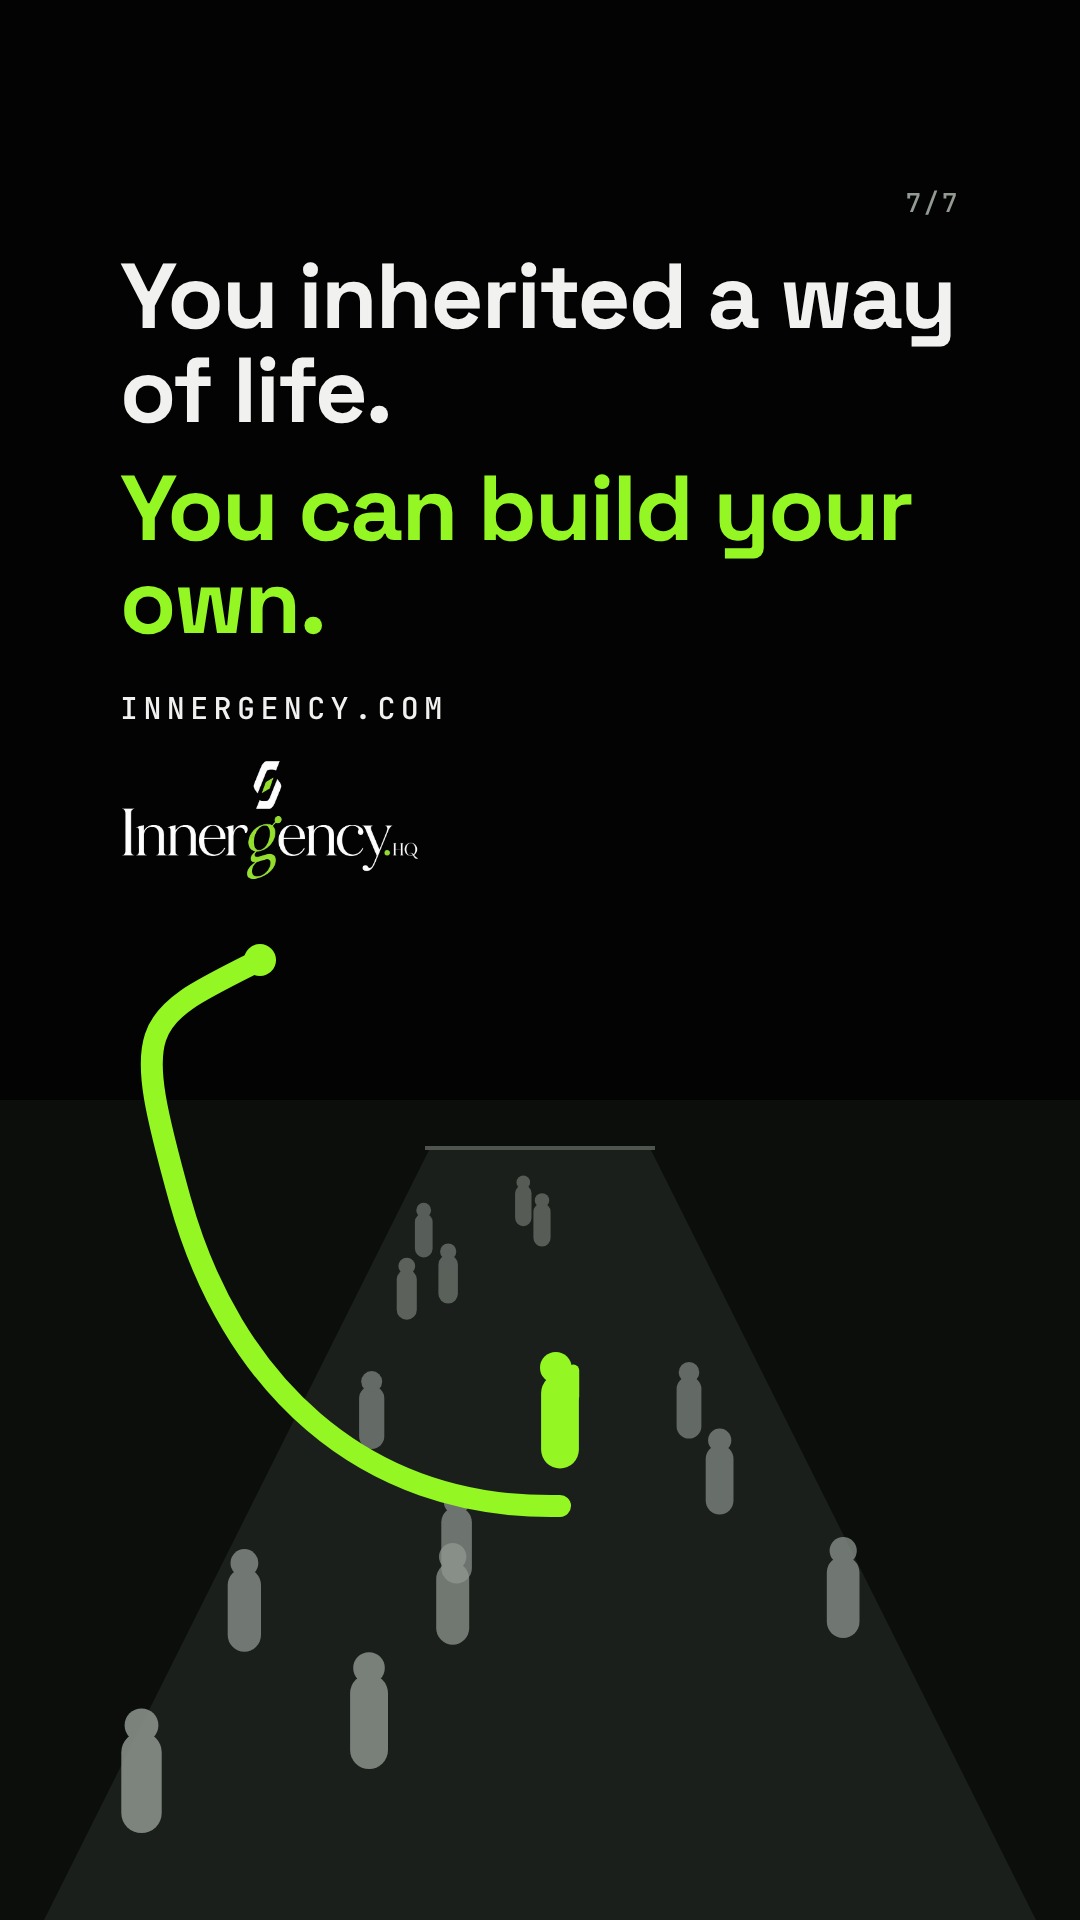 7/7
You inherited a way
of life.
You can build your
own.
INNERGENCY.COM
Innergency.HQ